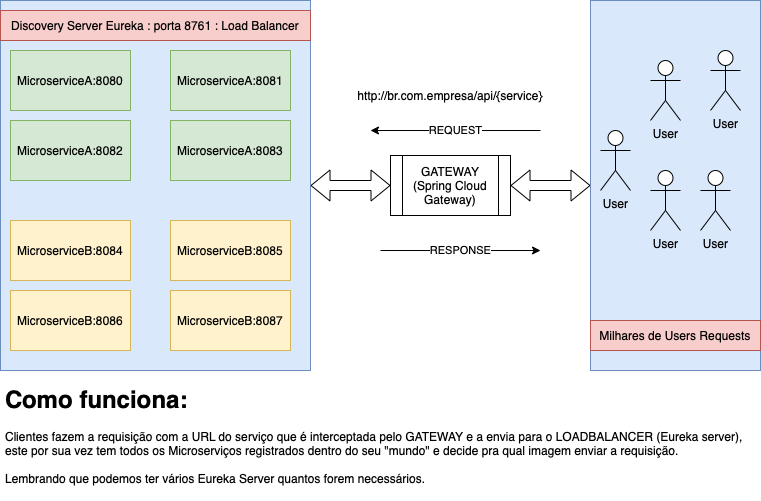 Discovery Server Eureka : porta 8761 : Load Balancer
MicroserviceA:8080
MicroserviceA:8081
MicroserviceA:8082
MicroserviceA:8083
MicroserviceB:8084
MicroserviceB:8085
MicroserviceB:8086
MicroserviceB:8087
http://br.com.empresa/api/{service}
REQUEST
GATEWAY
(Spring Cloud
Gateway)
RESPONSE
User
User
User
User
User
Milhares de Users Requests
Como funciona:
Clientes fazem a requisição com a URL do serviço que é interceptada pelo GATEWAY e a envia para o LOADBALANCER (Eureka server),
este por sua vez tem todos os Microserviços registrados dentro do seu "mundo" e decide pra qual imagem enviar a requisição.
Lembrando que podemos ter vários Eureka Server quantos forem necessários.